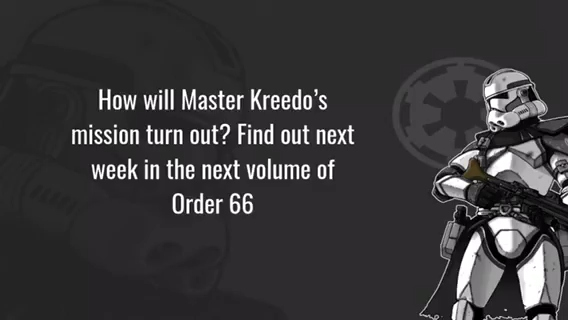 How will Master Kreedo's
mission turn out? Find out next
week in the next volume of
Order 66